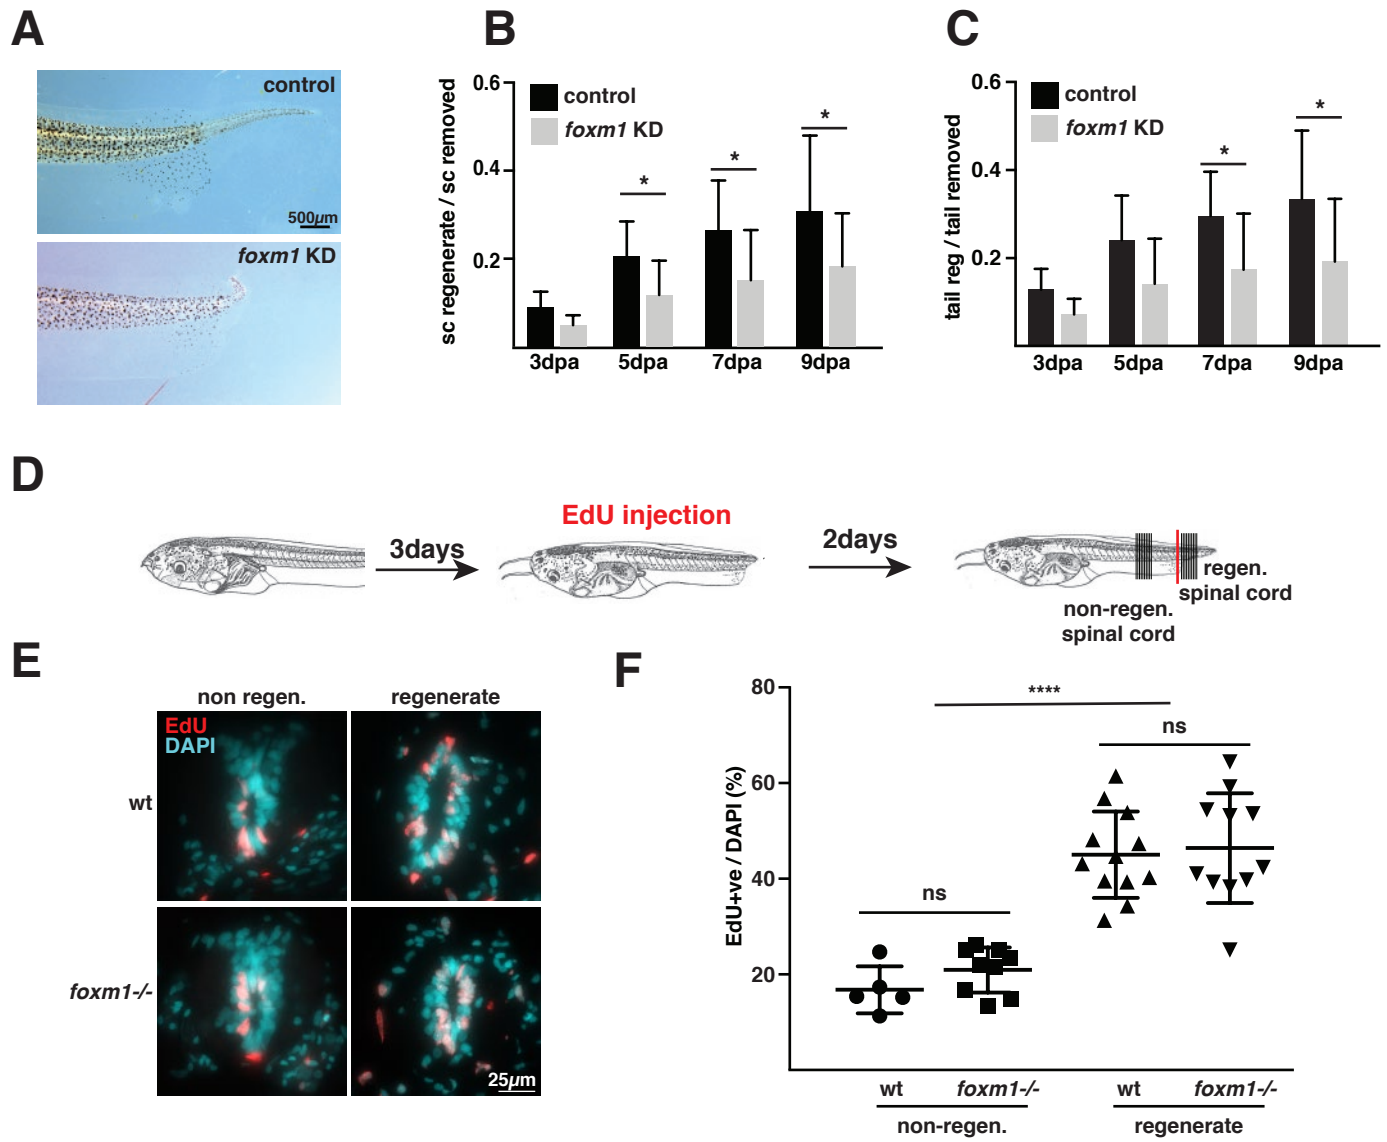 A
control
500µm
foxm1 KD
B
sc regenerate / sc removed
0.6
0.4
0.2
control
foxm1 KD
*
*
*
3dpa 5dpa 7dpa 9dpa
C
tail reg / tail removed
0.6
0.4
0.2
control
foxm1 KD
*
*
3dpa 5dpa 7dpa 9dpa
D
3days
EdU injection
2days
non-regen.
spinal cord
regen.
spinal cord
E
non regen. regenerate
EdU
DAPI
wt
foxm1-/-
25µm
F
EdU+ve / DAPI (%)
80
60
40
20
****
ns
ns
wt foxm1-/- wt foxm1-/-
non-regen. regenerate